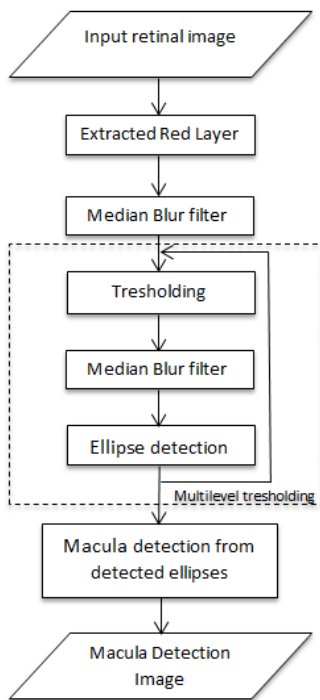 Input retinal image
Extracted Red Layer
Median Blur filter
Tresholding
Median Blur filter
Ellipse detection
Multilevel tresholding
Macula detection from
detected ellipses
Macula Detection
Image